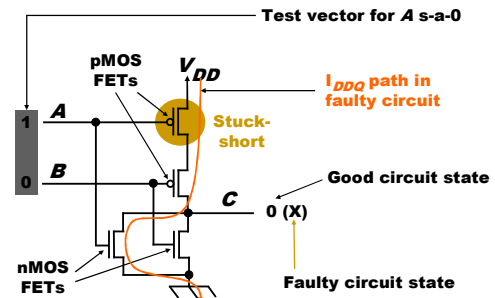 Test vector for A s-a-0
pMOS
FETs
VDD
IDDQ path in
faulty circuit
A
1
Stuck-
short
B
0
C
Good circuit state
0 (X)
nMOS
FETs
Faulty circuit state